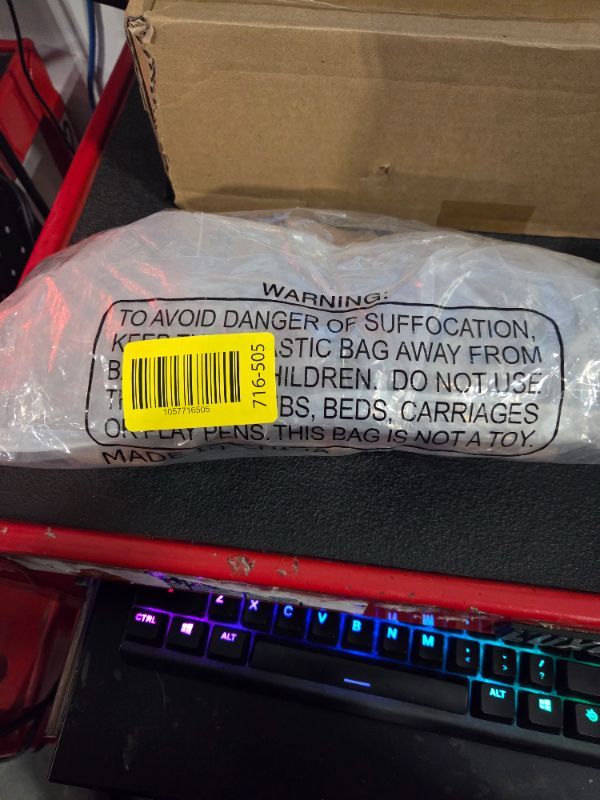 WARNING:
TO AVOID DANGER OF SUFFOCATION,
ASTIC BAG AWAY FROM
B HILDREN. DO NOT USE
BS, BEDS, CARRIAGES
OR PLAY PENS. THIS BAG IS NOT A TOY.
MADE
1057716505
716-505
Z X C V B N M
CTRL ALT ALT